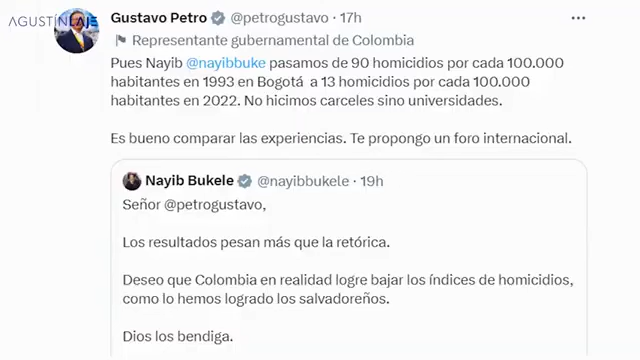 AGUSTÍNLAJE
Gustavo Petro @petrogustavo · 17h
Representante gubernamental de Colombia
Pues Nayib @nayibbuke pasamos de 90 homicidios por cada 100.000
habitantes en 1993 en Bogotá a 13 homicidios por cada 100.000
habitantes en 2022. No hicimos carceles sino universidades.
Es bueno comparar las experiencias. Te propongo un foro internacional.
Nayib Bukele @nayibbukele · 19h
Señor @petrogustavo,
Los resultados pesan más que la retórica.
Deseo que Colombia en realidad logre bajar los índices de homicidios,
como lo hemos logrado los salvadoreños.
Dios los bendiga.